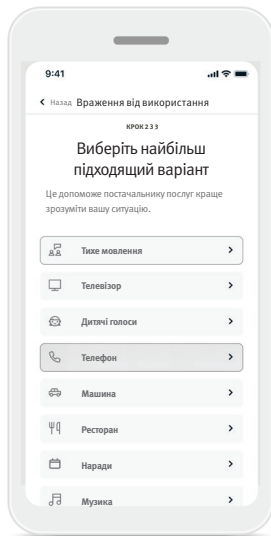 9:41
Назад Враження від використання
КРОК 2 З 3
Виберіть найбільш
підходящий варіант
Це допоможе постачальнику послуг краще
зрозуміти вашу ситуацію.
Тихе мовлення
Телевізор
Дитячі голоси
Телефон
Машина
Ресторан
Наради
Музика